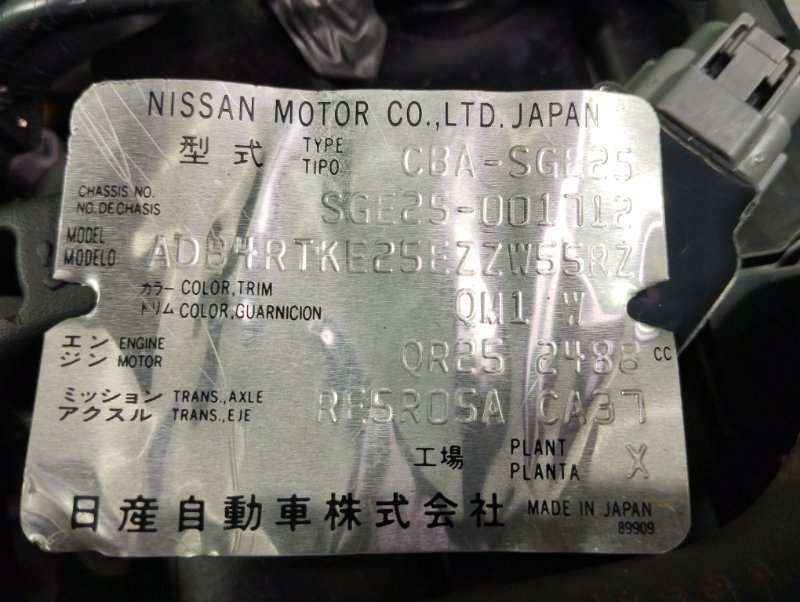 NISSAN MOTOR CO.,LTD. JAPAN
型式 TYPE TIPO CBA-SGE25
CHASSIS NO. NO. DE CHASIS SGE25-001712
MODEL MODELO ADB4RTKE25EZZW55RZ
カラー COLOR, TRIM
トリム COLOR, GUARNICION QM1 W
エンジン ENGINE MOTOR QR25 2488 CC
ミッション TRANS., AXLE
アクスル TRANS., EJE RE5R05A CA37
工場 PLANT PLANTA X
日産自動車株式会社 MADE IN JAPAN
89909